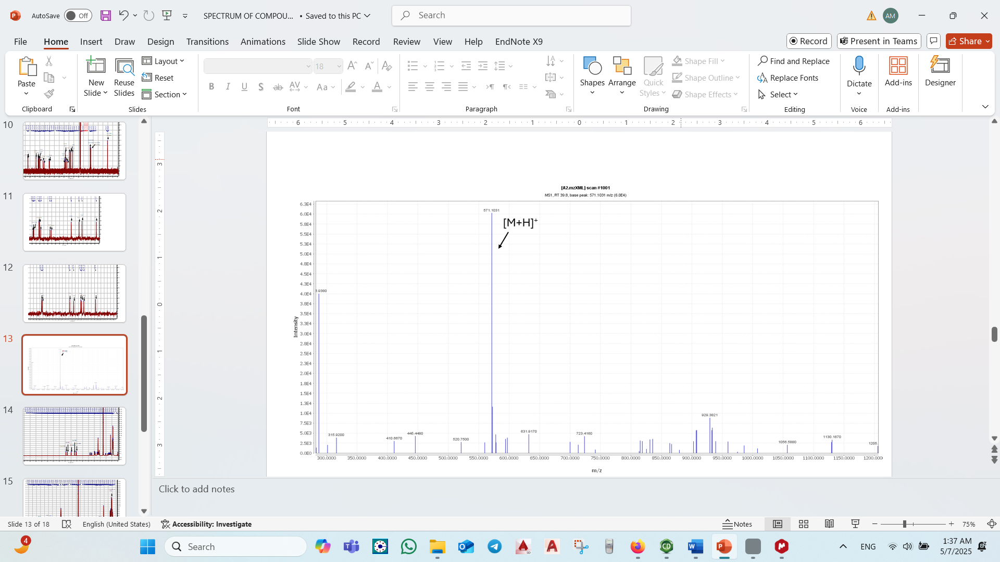 AutoSave Off SPECTRUM OF COMPOU... • Saved to this PC Search AM
File Home Insert Draw Design Transitions Animations Slide Show Record Review View Help EndNote X9 Record Present in Teams Share
Paste New Slide Reuse Slides Layout Reset Section 18 Shapes Arrange Quick Styles Shape Fill Shape Outline Shape Effects Find and Replace Replace Fonts Select Dictate Add-ins Designer
Clipboard Slides Font Paragraph Drawing Editing Voice Add-ins
6 5 4 3 2 1 0 1 2 3 4 5 6
3
2
1
0
1
2
3
10
11
12
13
14
15
[A2.mzXML] scan #1001
MS1, RT 39.8, base peak: 571.1031 m/z (6.0E4)
571.1031
[M+H]+
5.9380
315.9200
410.6670
445.4480
520.7500
631.9170
723.4160
929.3821
1056.5880
1130.1670
1205.
6.3E4
6.0E4
5.8E4
5.5E4
5.3E4
5.0E4
4.8E4
4.5E4
4.3E4
4.0E4
3.8E4
3.5E4
3.3E4
3.0E4
2.8E4
2.5E4
2.3E4
2.0E4
1.8E4
1.5E4
1.3E4
1.0E4
7.5E3
5.0E3
2.5E3
0.0E0
Intensity
300.0000 350.0000 400.0000 450.0000 500.0000 550.0000 600.0000 650.0000 700.0000 750.0000 800.0000 850.0000 900.0000 950.0000 1000.0000 1050.0000 1100.0000 1150.0000 1200.000
m/z
Click to add notes
Slide 13 of 18 English (United States) Accessibility: Investigate Notes 75%
4 Search ENG 1:37 AM
5/7/2025